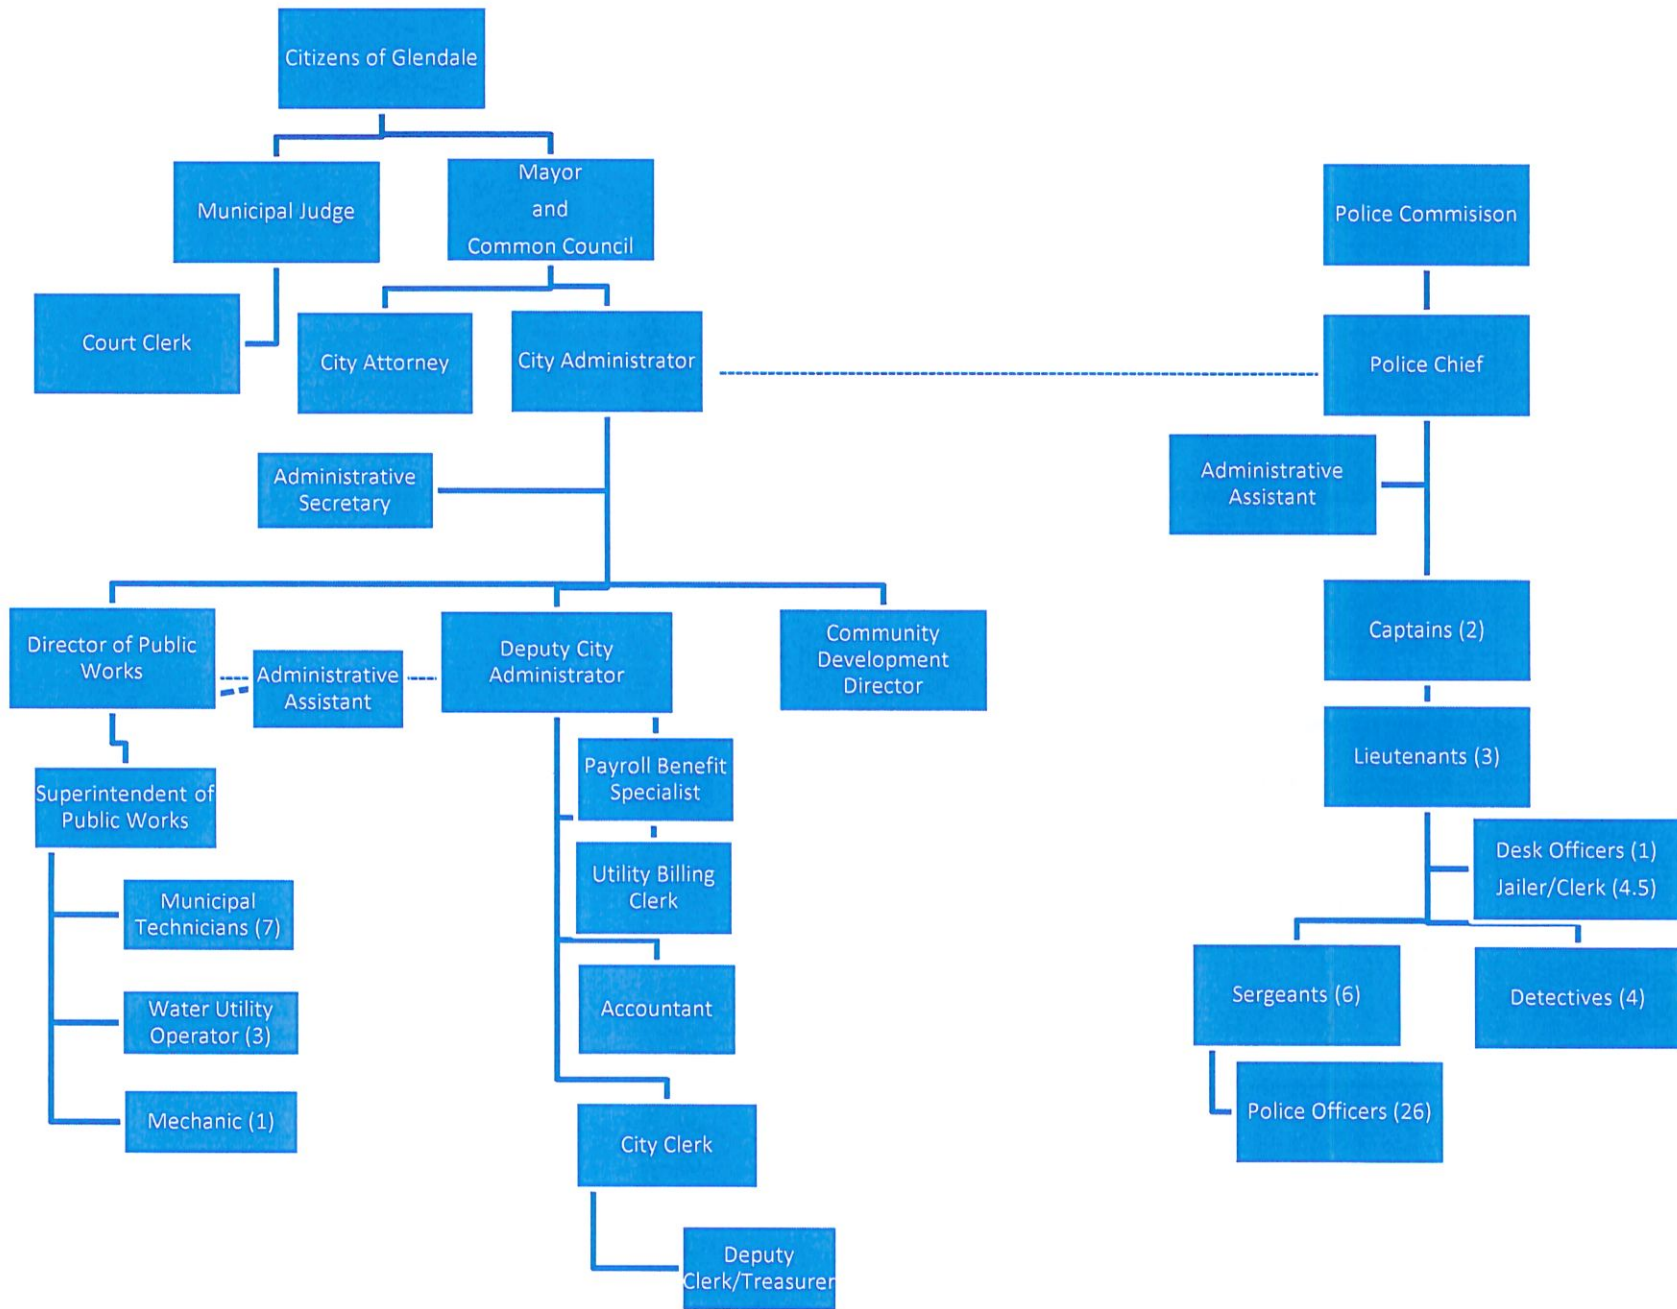 Citizens of Glendale
Municipal Judge
Mayor
and
Common Council
Police Commisison
Court Clerk
City Attorney
City Administrator
Police Chief
Administrative
Secretary
Administrative
Assistant
Director of Public
Works
Administrative
Assistant
Deputy City
Administrator
Community
Development
Director
Captains (2)
Superintendent of
Public Works
Payroll Benefit
Specialist
Lieutenants (3)
Municipal
Technicians (7)
Utility Billing
Clerk
Desk Officers (1)
Jailer/Clerk (4.5)
Water Utility
Operator (3)
Accountant
Sergeants (6)
Detectives (4)
Mechanic (1)
City Clerk
Police Officers (26)
Deputy
Clerk/Treasurer